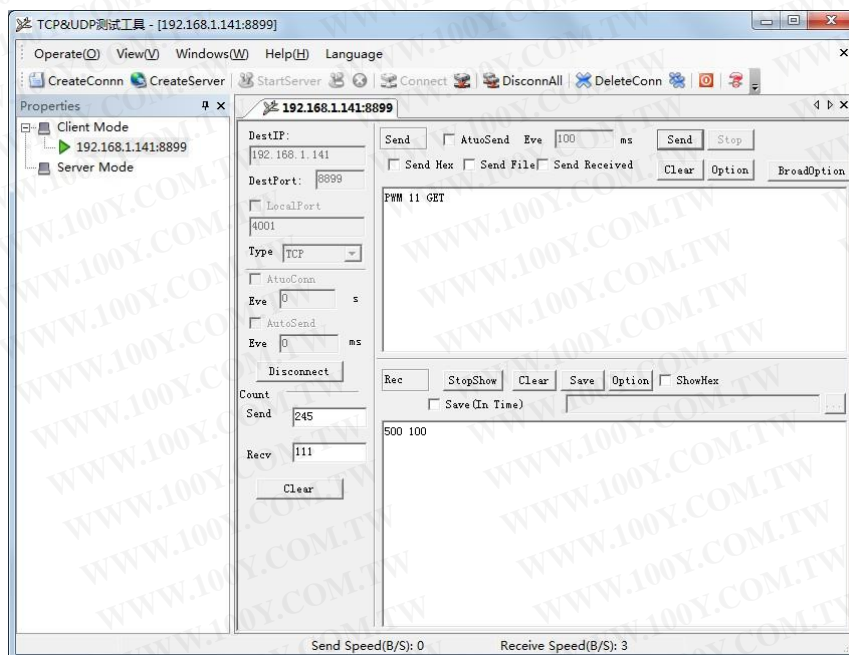 TCP&UDP测试工具 - [192.168.1.141:8899]
Operate(O) View(V) Windows(W) Help(H) Language
CreateConnn CreateServer StartServer Connect DisconnAll DeleteConn
Properties
Client Mode
192.168.1.141:8899
Server Mode
192.168.1.141:8899
DestIP:
192.168.1.141
DestPort: 8899
LocalPort
4001
Type TCP
AtuoConn
Eve 0 s
AutoSend
Eve 0 ms
Disconnect
Count
Send 245
Recv 111
Clear
Send AtuoSend Eve 100 ms Send Stop
Send Hex Send File Send Received Clear Option BroadOption
PWM 11 GET
Rec StopShow Clear Save Option ShowHex
Save(In Time) ...
500 100
Send Speed(B/S): 0 Receive Speed(B/S): 3
WWW.100Y.COM.TW